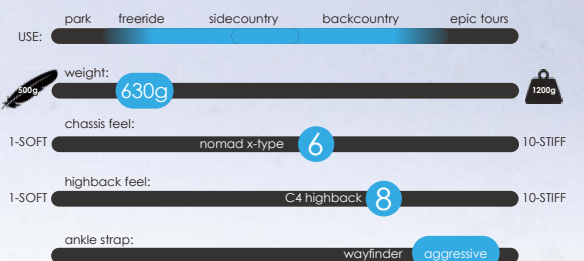 park freeride sidecountry backcountry epic tours
USE:
weight:
500g 630g 1200g
chassis feel:
1-SOFT nomad x-type 6 10-STIFF
highback feel:
1-SOFT C4 highback 8 10-STIFF
ankle strap:
wayfinder aggressive